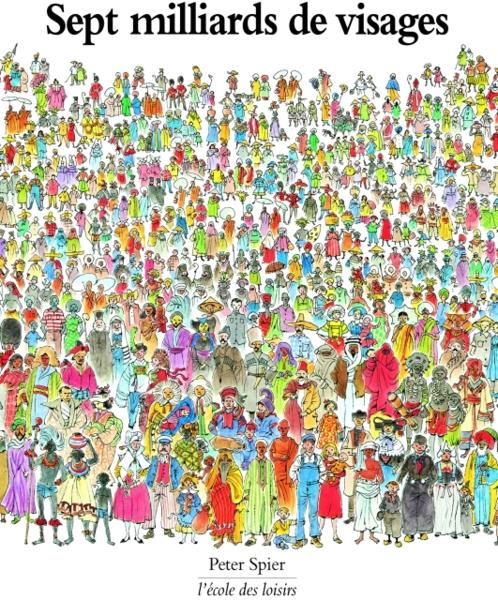 Sept milliards de visages
Peter Spier
l'école des loisirs